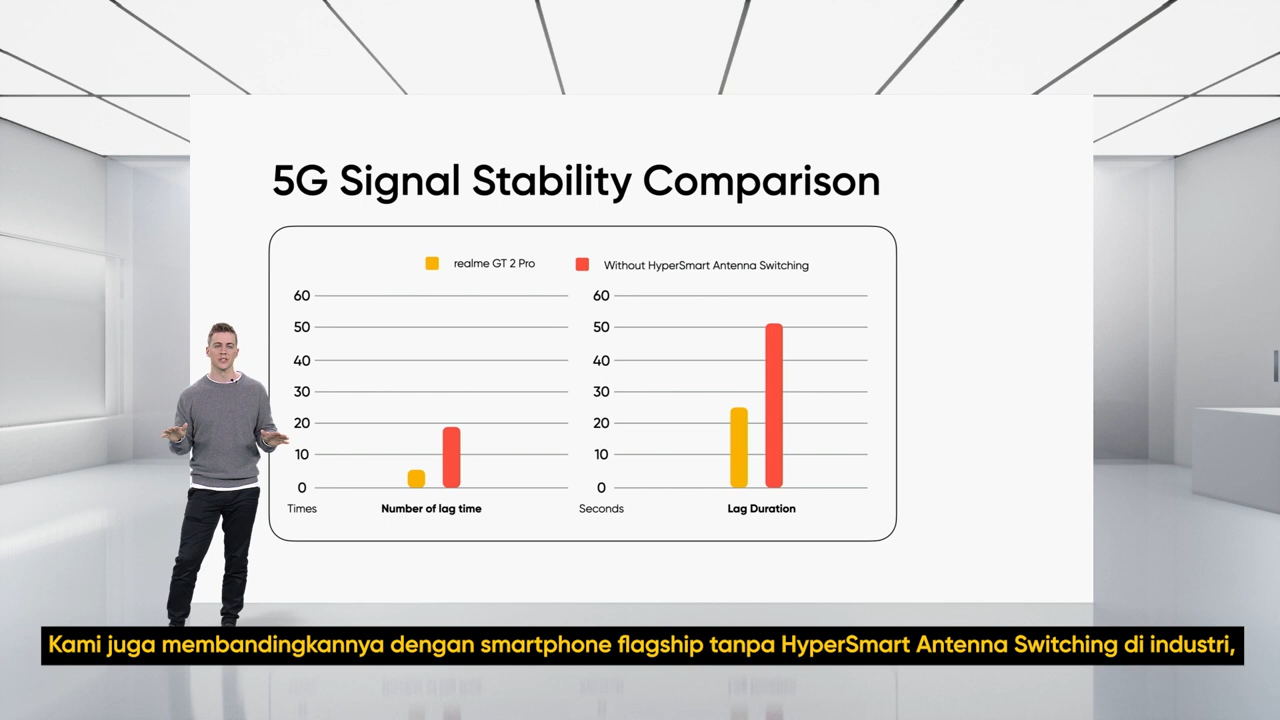 5G Signal Stability Comparison
realme GT 2 Pro
Without HyperSmart Antenna Switching
60
50
40
30
20
10
0
Times
Number of lag time
60
50
40
30
20
10
0
Seconds
Lag Duration
Kami juga membandingkannya dengan smartphone flagship tanpa HyperSmart Antenna Switching di industri,